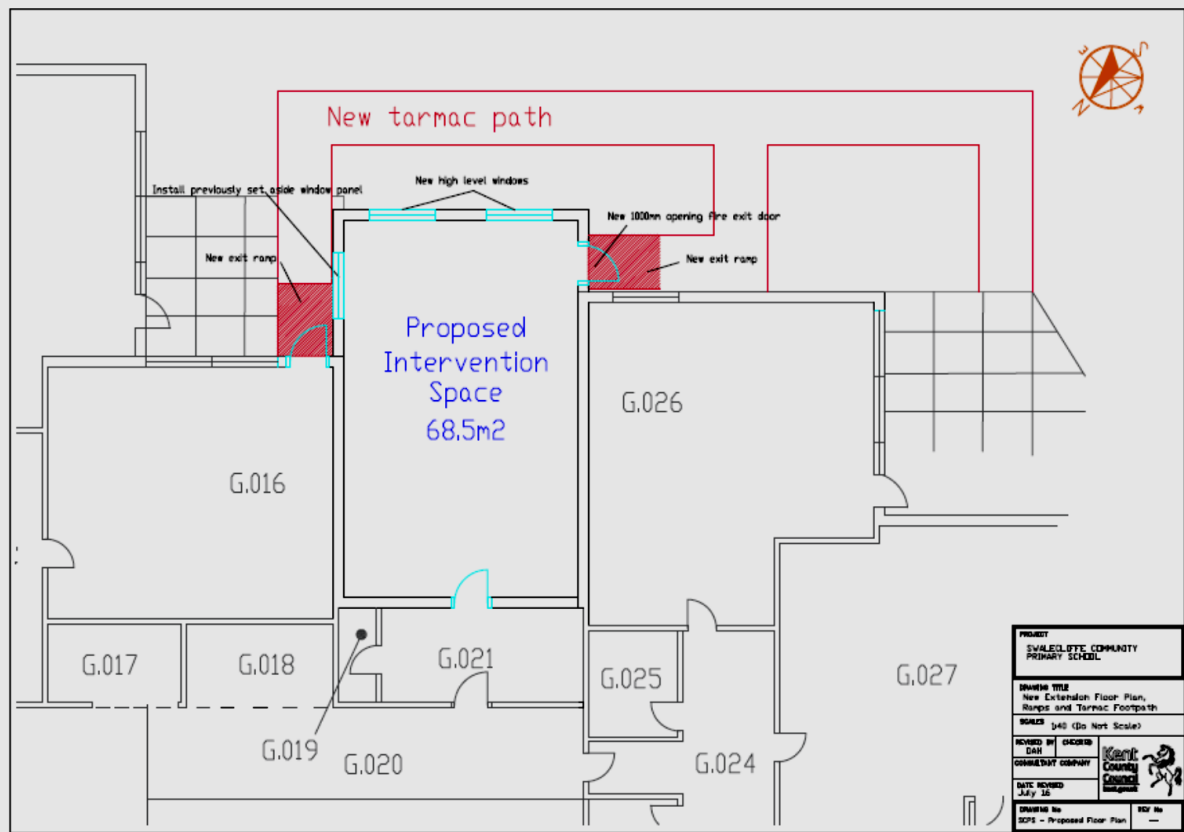 New tarmac path
Install previously set aside window panel
New high level windows
New 1000mm opening fire exit door
New exit ramp
New exit ramp
Proposed
Intervention
Space
68.5m2
G.026
G.016
G.017
G.018
G.021
G.025
G.027
G.019
G.020
G.024
N
E
S
W
PROJECT
SWALECLIFFE COMMUNITY
PRIMARY SCHOOL
DRAWING TITLE
New Extension Floor Plan,
Ramps and Tarmac Footpath
SCALES 1:40 (Do Not Scale)
REVISED BY
DAH
CHECKED
CONSULTANT COMPANY
Kent
County
Council
kent.gov.uk
DATE REVISED
July 16
DRAWING No
SCPS - Proposed Floor Plan
REV No
—